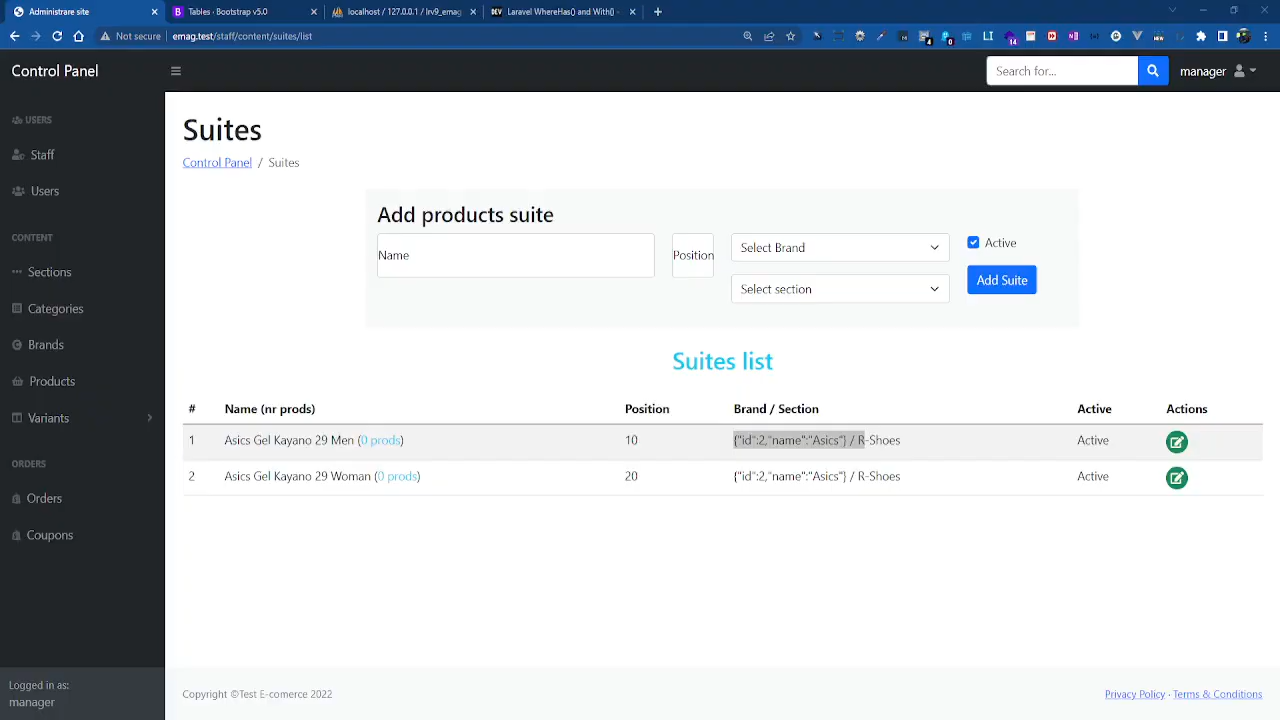 Administrare site
Tables · Bootstrap v5.0
localhost / 127.0.0.1 / lrv9_emag
DEV Laravel WhereHas() and With() -
Not secure | emag.test/staff/content/suites/list
Control Panel
Search for...
manager
USERS
Staff
Users
CONTENT
Sections
Categories
Brands
Products
Variants
ORDERS
Orders
Coupons
Logged in as:
manager
Suites
Control Panel / Suites
Add products suite
Name
Position
Select Brand
Active
Select section
Add Suite
Suites list
# Name (nr prods) Position Brand / Section Active Actions
1 Asics Gel Kayano 29 Men (0 prods) 10 {"id":2,"name":"Asics"} / R-Shoes Active
2 Asics Gel Kayano 29 Woman (0 prods) 20 {"id":2,"name":"Asics"} / R-Shoes Active
Copyright ©Test E-comerce 2022
Privacy Policy · Terms & Conditions